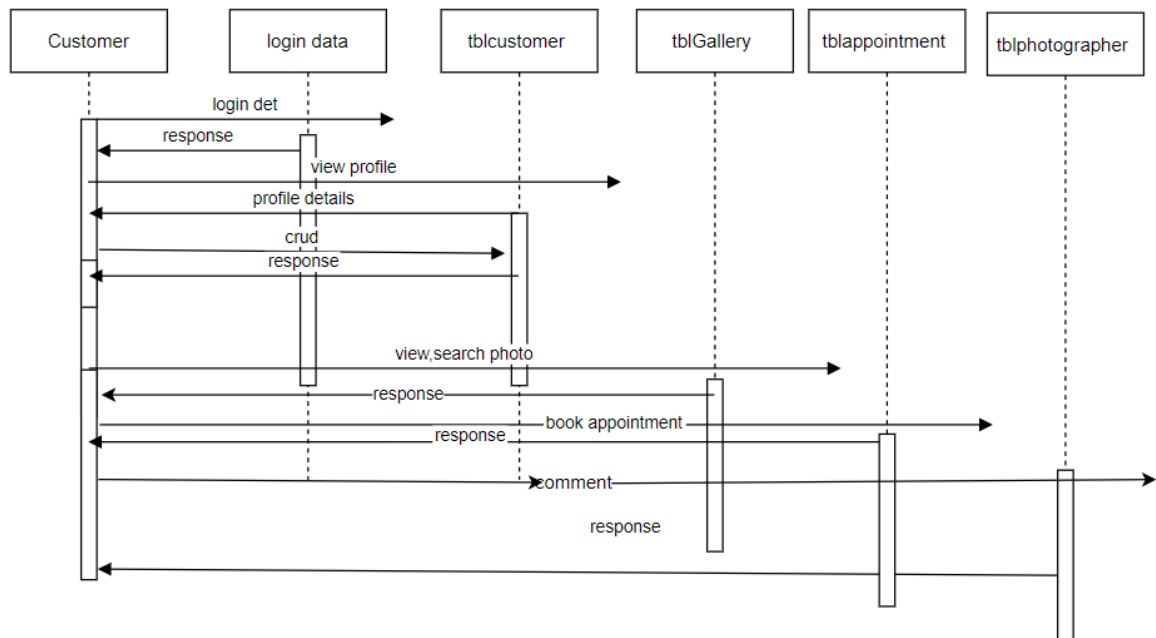 Customer
login data
tblcustomer
tblGallery
tblappointment
tblphotographer
login det
response
view profile
profile details
crud
response
view,search photo
response
book appointment
response
comment
response